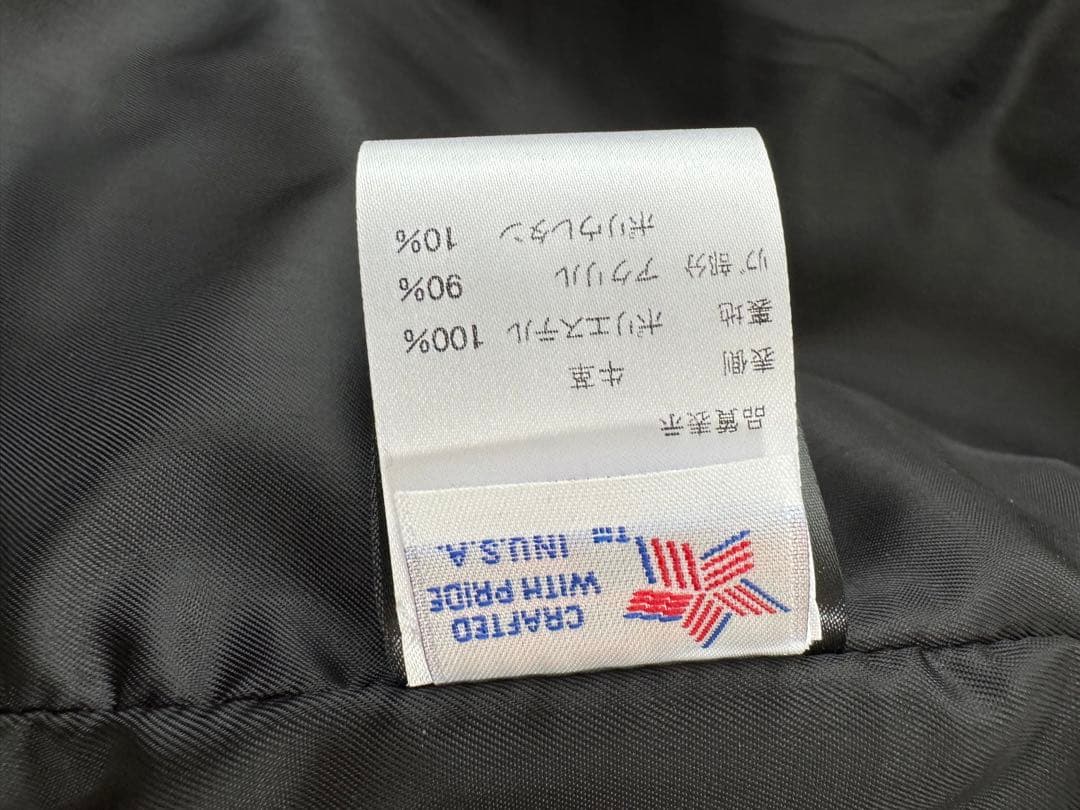 品質表示
表側 牛革
裏地 ポリエステル 100%
リブ部分 アクリル 90%
ポリウレタン 10%
CRAFTED
WITH PRIDE
IN U.S.A.
TM